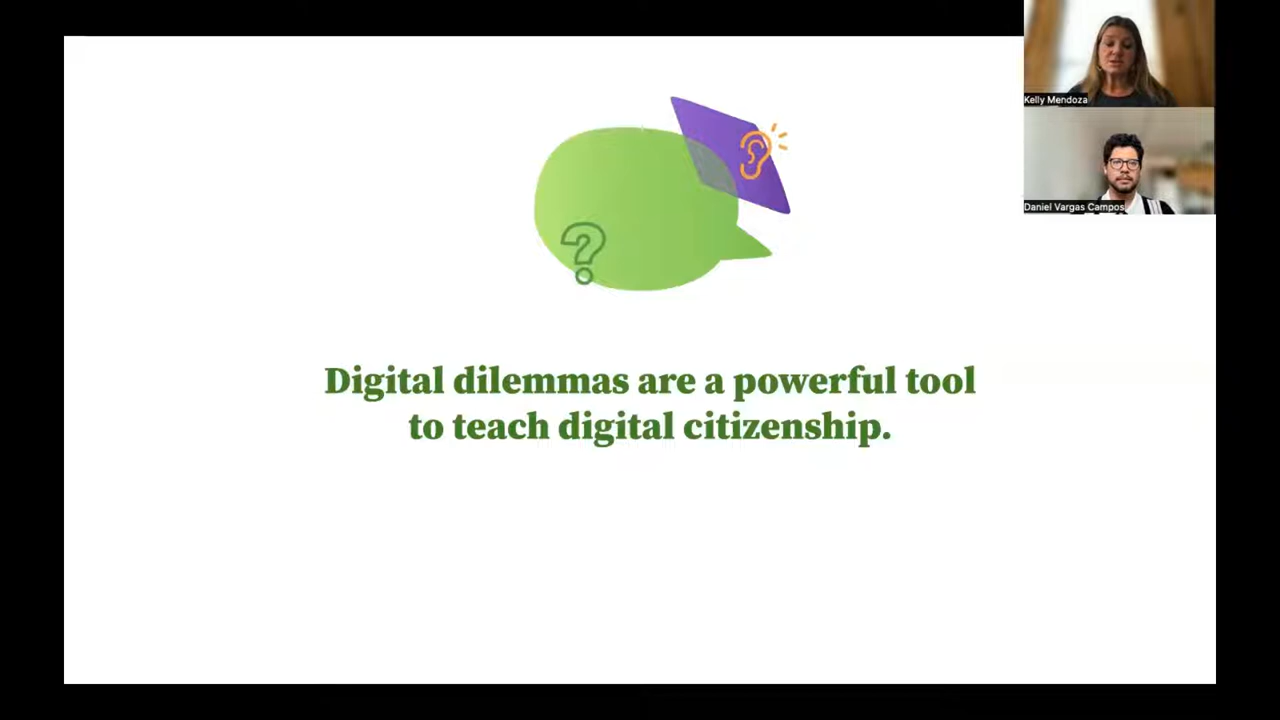 Kelly Mendoza
Daniel Vargas Campos
?
Digital dilemmas are a powerful tool
to teach digital citizenship.